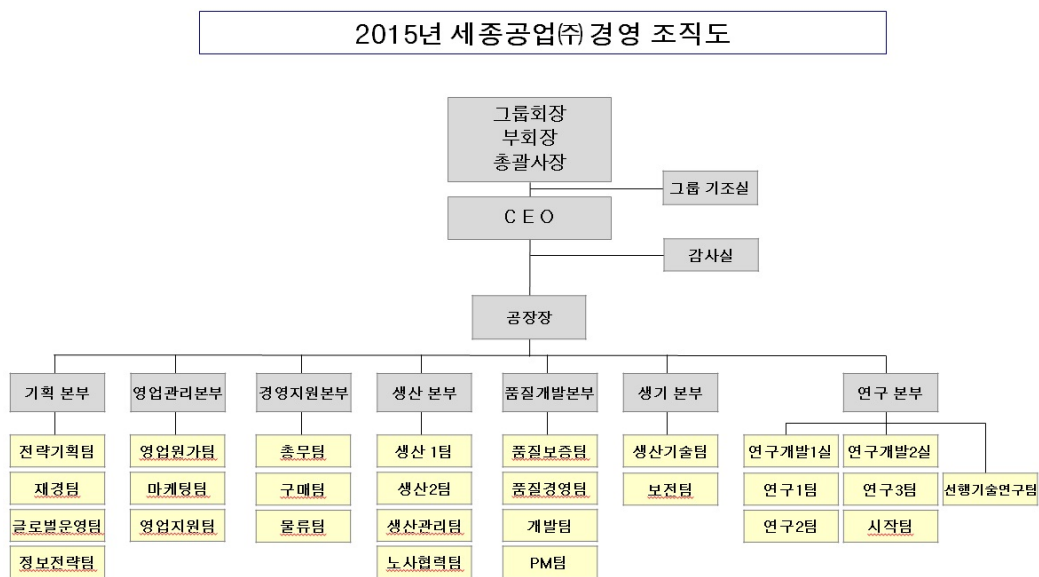 2015년 세종공업㈜ 경영 조직도
그룹회장
부회장
총괄사장
그룹 기조실
C E O
감사실
공장장
기획 본부
영업관리본부
경영지원본부
생산 본부
품질개발본부
생기 본부
연구 본부
전략기획팀
영업원가팀
총무팀
생산 1팀
품질보증팀
생산기술팀
연구개발1실
연구개발2실
재경팀
마케팅팀
구매팀
생산2팀
품질경영팀
보전팀
연구1팀
연구3팀
선행기술연구팀
글로벌운영팀
영업지원팀
물류팀
생산관리팀
개발팀
연구2팀
시작팀
정보전략팀
노사협력팀
PM팀